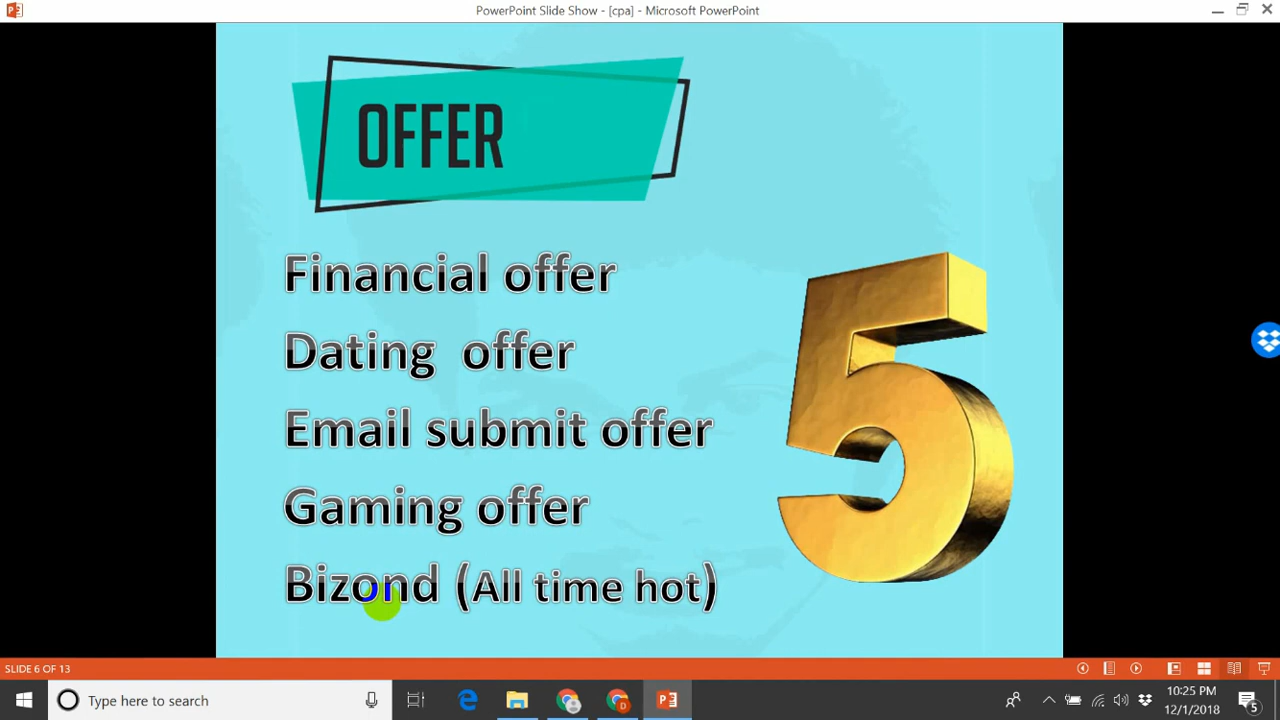 PowerPoint Slide Show - [cpa] - Microsoft PowerPoint
OFFER
Financial offer
Dating offer
Email submit offer
Gaming offer
Bizond (All time hot)
5
SLIDE 6 OF 13
Type here to search
10:25 PM
12/1/2018
5